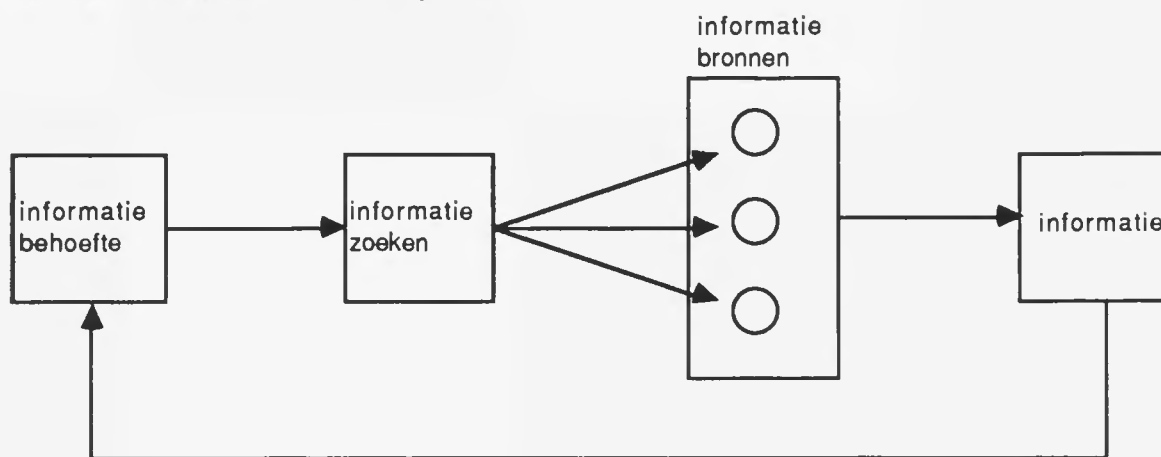 informatie
bronnen
informatie
behoefte
informatie
zoeken
informatie